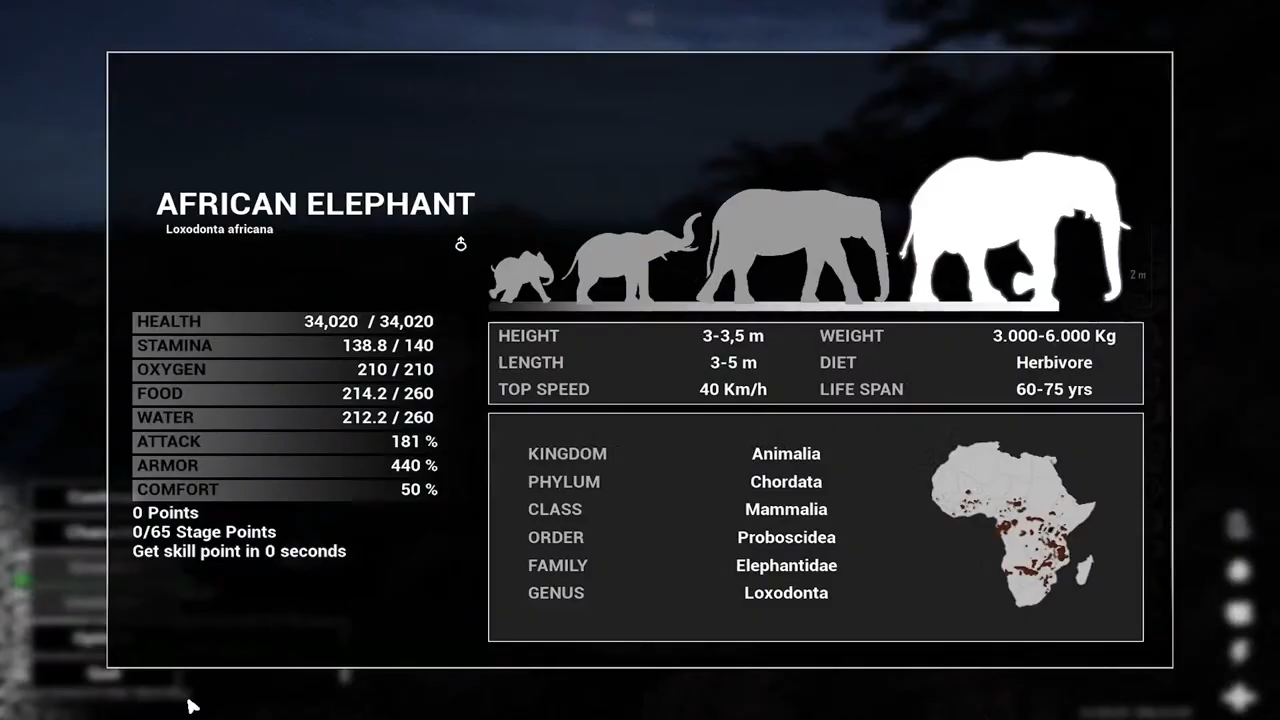 AFRICAN ELEPHANT
Loxodonta africana
2 m
HEALTH 34,020 / 34,020
STAMINA 138.8 / 140
OXYGEN 210 / 210
FOOD 214.2 / 260
WATER 212.2 / 260
ATTACK 181 %
ARMOR 440 %
COMFORT 50 %
0 Points
0/65 Stage Points
Get skill point in 0 seconds
HEIGHT 3-3,5 m WEIGHT 3.000-6.000 Kg
LENGTH 3-5 m DIET Herbivore
TOP SPEED 40 Km/h LIFE SPAN 60-75 yrs
KINGDOM Animalia
PHYLUM Chordata
CLASS Mammalia
ORDER Proboscidea
FAMILY Elephantidae
GENUS Loxodonta